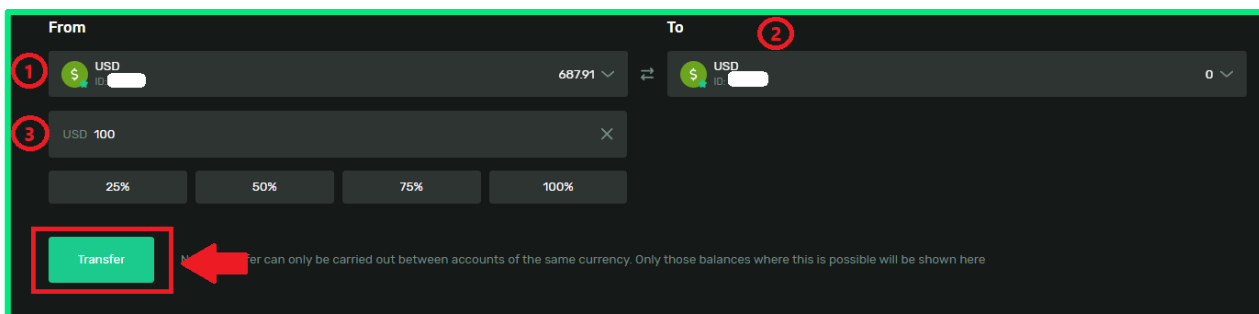 From
To
2
1
USD
ID:
687.91
USD
ID:
0
3
USD 100
25%
50%
75%
100%
Transfer
can only be carried out between accounts of the same currency. Only those balances where this is possible will be shown here